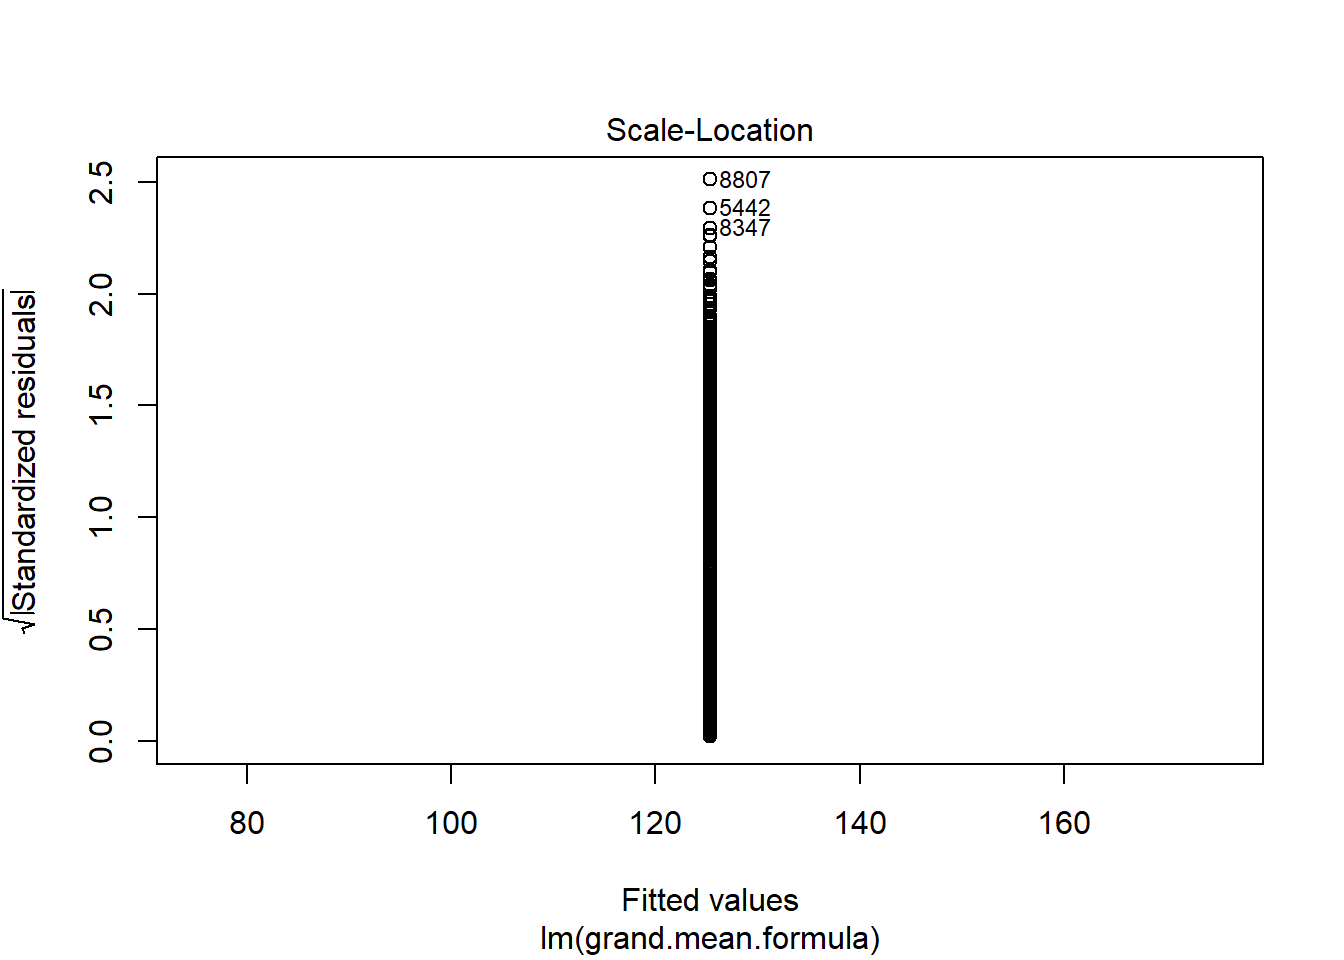 Scale-Location
√|Standardized residuals|
2.5
2.0
1.5
1.0
0.5
0.0
8807
5442
8347
80 100 120 140 160
Fitted values
lm(grand.mean.formula)